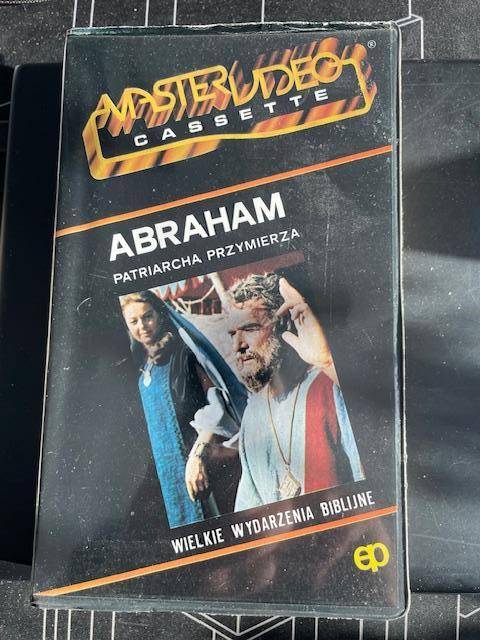 MASTERVIDEO ®
CASSETTE
ABRAHAM
PATRIARCHA PRZYMIERZA
WIELKIE WYDARZENIA BIBLIJNE
ep